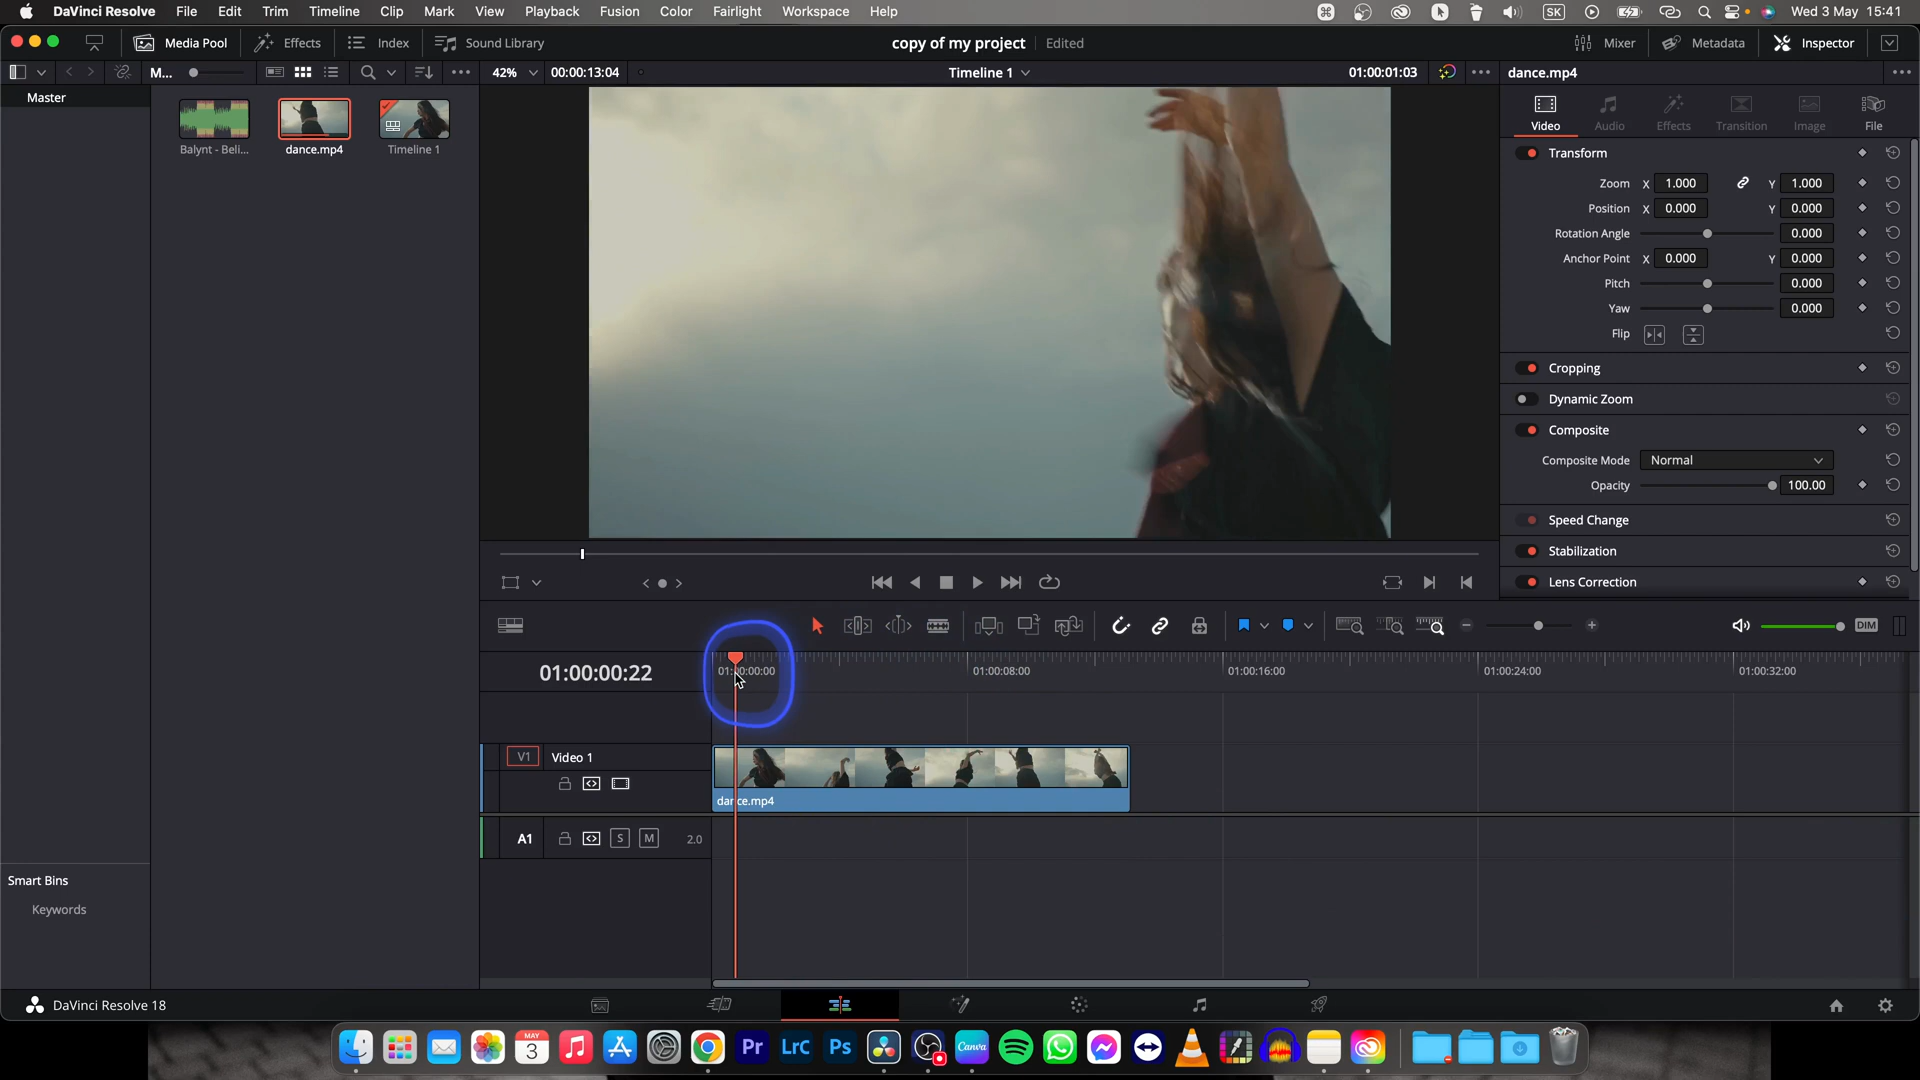 DaVinci Resolve File Edit Trim Timeline Clip Mark View Playback Fusion Color Fairlight Workspace Help SK Wed 3 May 15:41
Media Pool Effects Index Sound Library copy of my project Edited Mixer Metadata Inspector
M... 42% 00:00:13:04 Timeline 1 01:00:01:03 dance.mp4
Master
Balynt - Beli... dance.mp4 Timeline 1
Video Audio Effects Transition Image File
Transform
Zoom X 1.000 Y 1.000
Position X 0.000 Y 0.000
Rotation Angle 0.000
Anchor Point X 0.000 Y 0.000
Pitch 0.000
Yaw 0.000
Flip
Cropping
Dynamic Zoom
Composite
Composite Mode Normal
Opacity 100.00
Speed Change
Stabilization
Lens Correction
DIM
01:00:00:22 01:00:00:00 01:00:08:00 01:00:16:00 01:00:24:00 01:00:32:00
V1 Video 1
dance.mp4
A1 S M 2.0
Smart Bins
Keywords
DaVinci Resolve 18
MAY
3
Pr LrC Ps Canva